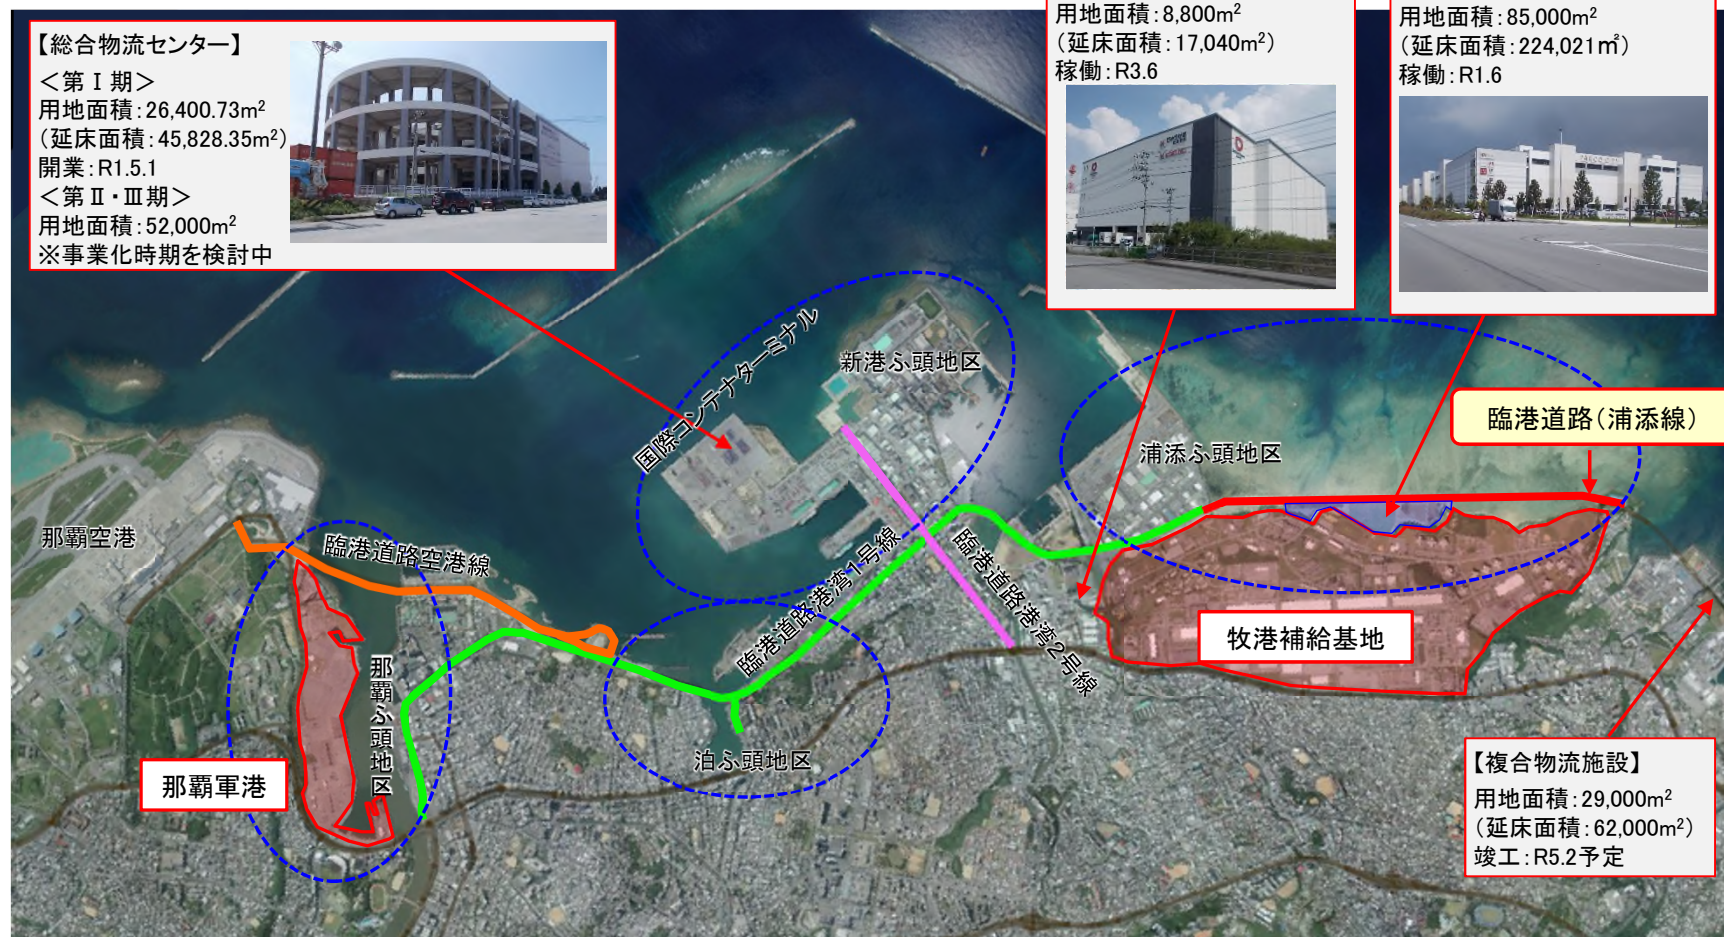 【総合物流センター】
＜第Ⅰ期＞
用地面積：26,400.73m²
（延床面積：45,828.35m²）
開業：R1.5.1
＜第Ⅱ・Ⅲ期＞
用地面積：52,000m²
※事業化時期を検討中
用地面積：8,800m²
（延床面積：17,040m²）
稼働：R3.6
用地面積：85,000m²
（延床面積：224,021㎡）
稼働：R1.6
国際コンテナターミナル
新港ふ頭地区
臨港道路（浦添線）
浦添ふ頭地区
那覇空港
臨港道路空港線
臨港道路港湾1号線
臨港道路港湾2号線
牧港補給基地
那覇ふ頭地区
那覇軍港
泊ふ頭地区
【複合物流施設】
用地面積：29,000m²
（延床面積：62,000m²）
竣工：R5.2予定